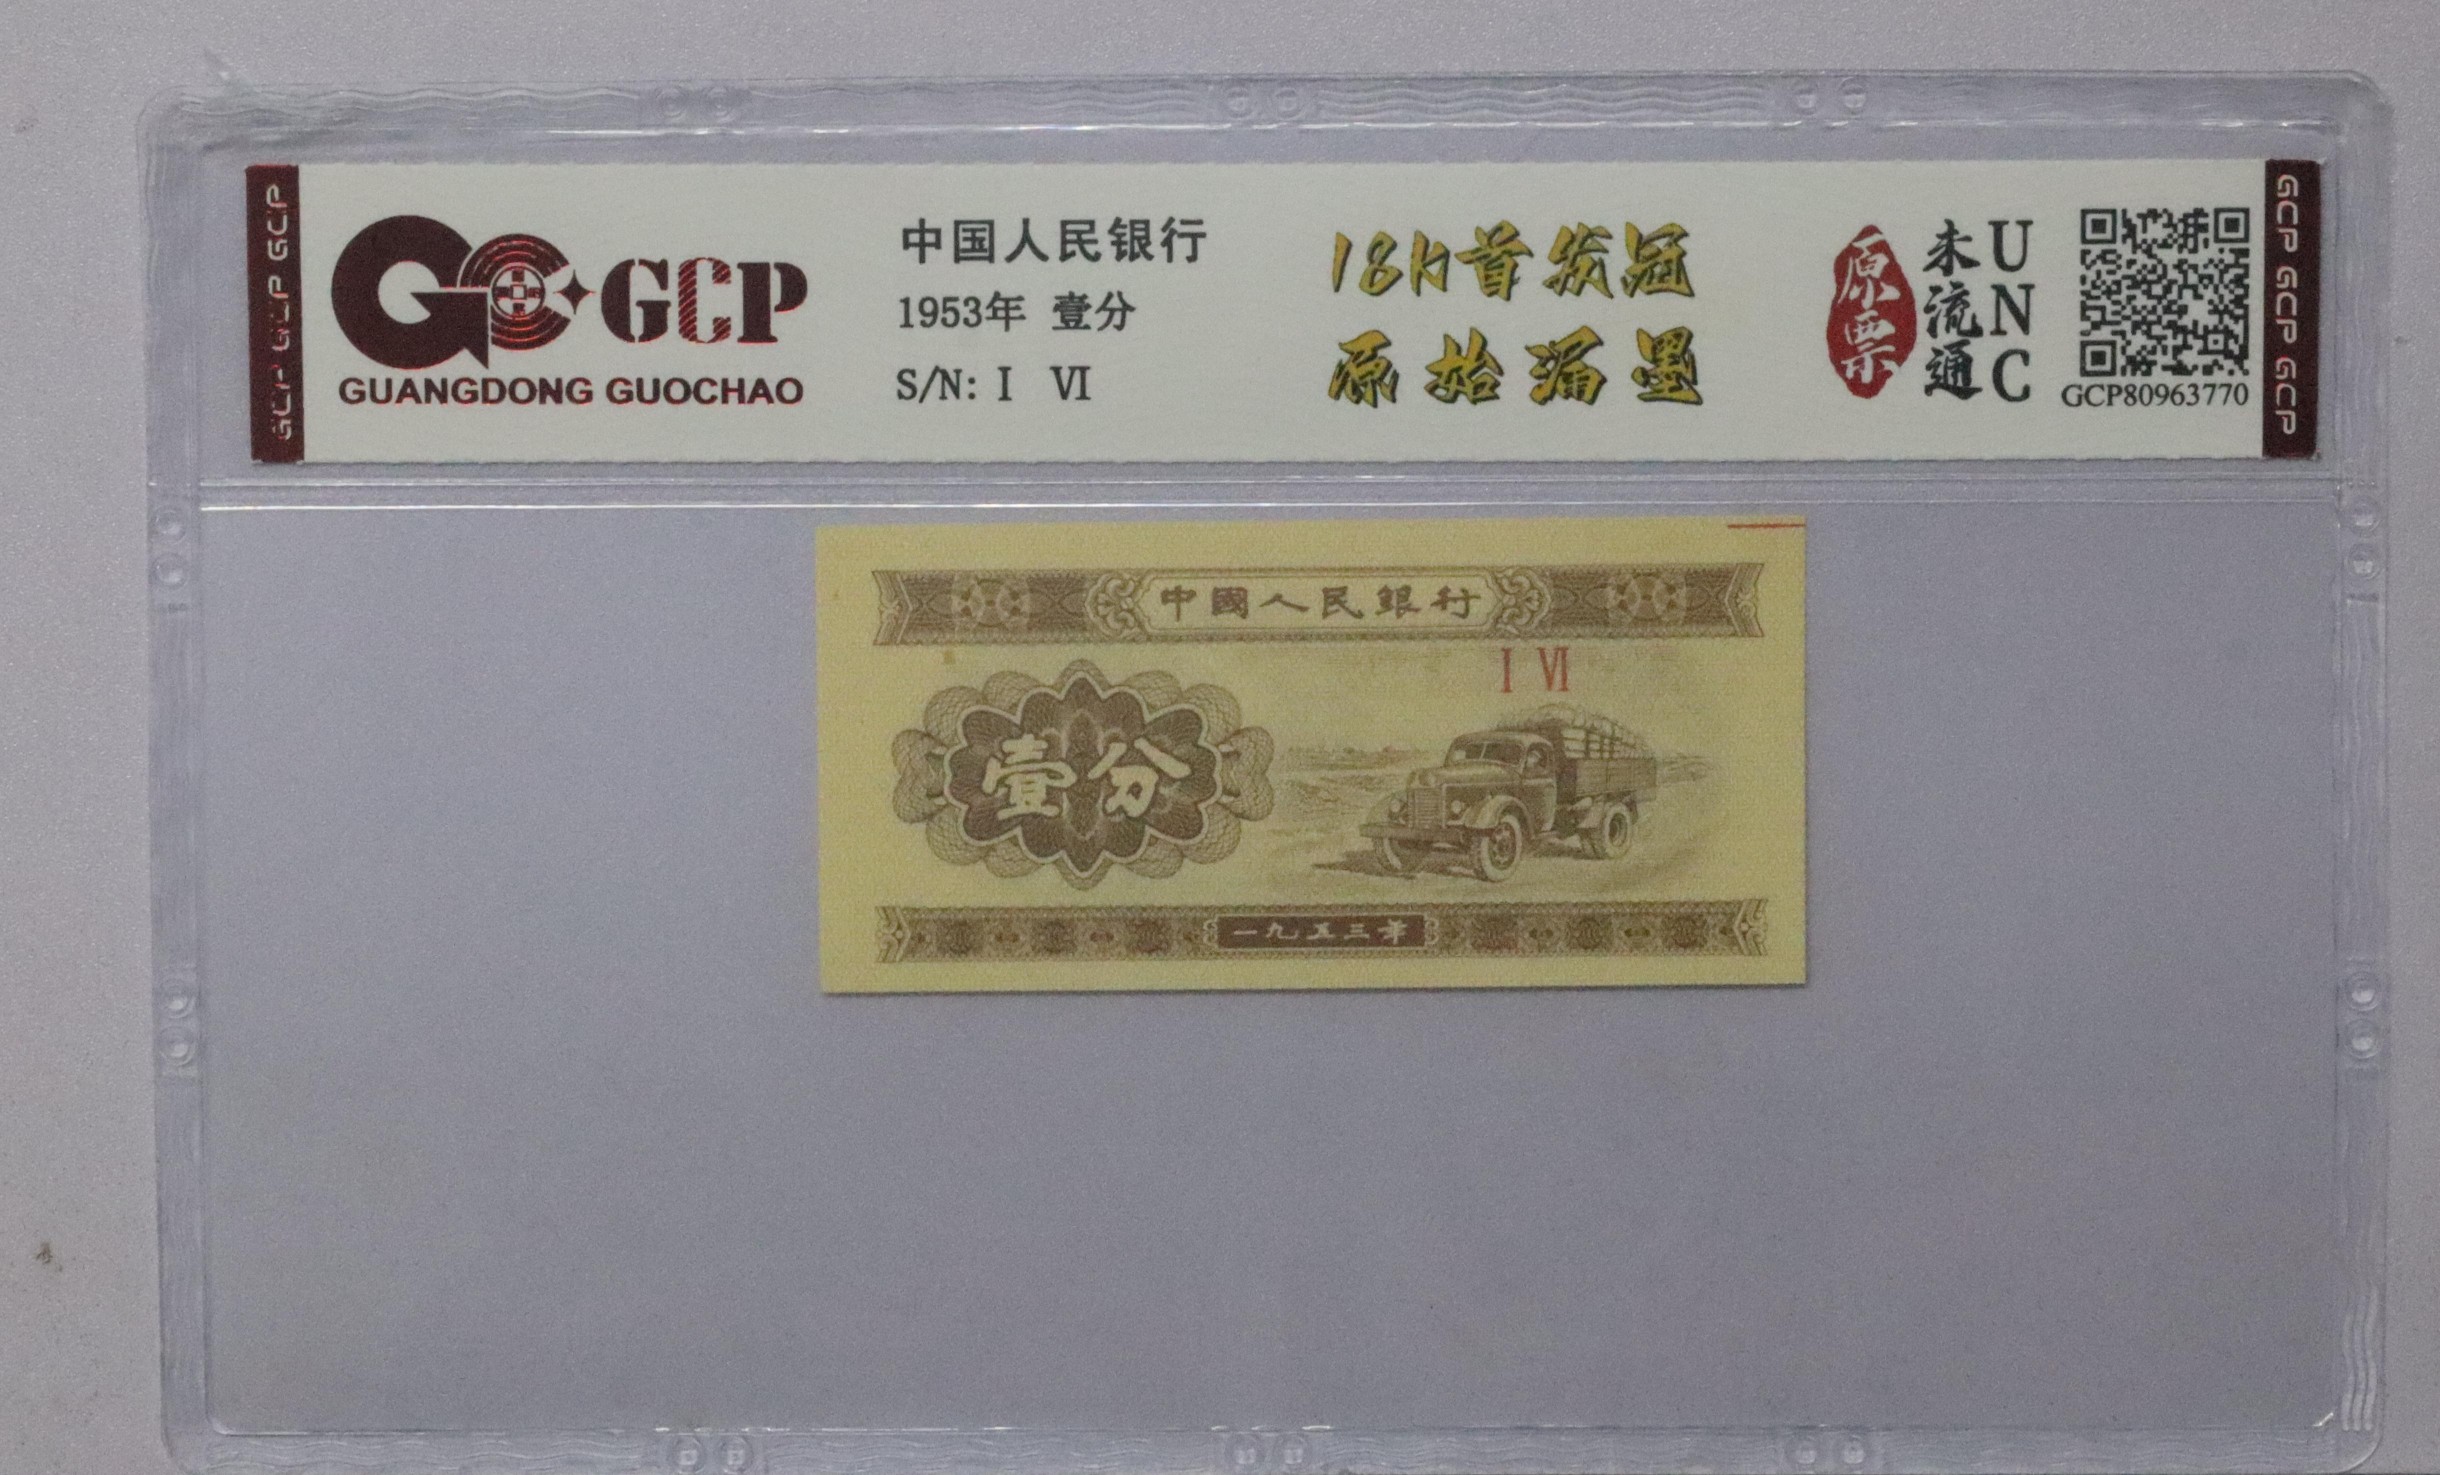 GCP GCP GCP
GCP
GUANGDONG GUOCHAO
中国人民银行
1953年 壹分
S/N: I VI
18K首发冠
原始漏墨
原票
未流通
UNC
GCP80963770
GCP GCP GCP
中國人民銀行
I VI
壹分
一九五三年